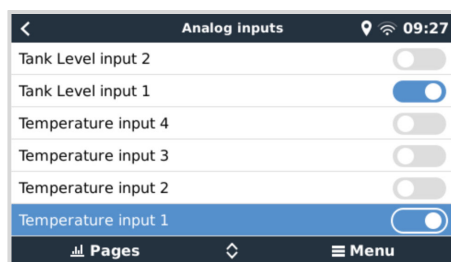 Analog inputs 09:27
Tank Level input 2
Tank Level input 1
Temperature input 4
Temperature input 3
Temperature input 2
Temperature input 1
Pages Menu